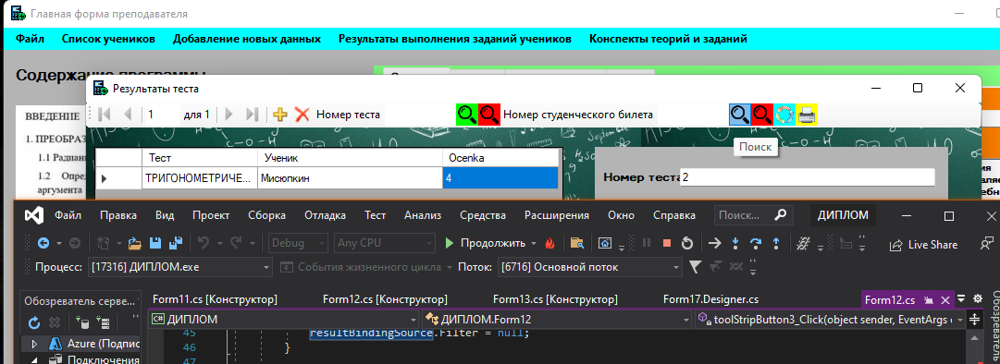 Главная форма преподавателя
Файл Список учеников Добавление новых данных Результаты выполнения заданий учеников Конспекты теорий и заданий
Содержание программы
Результаты теста
1 для 1 Номер теста Номер студенческого билета
Поиск
ВВЕДЕНИЕ
1. ПРЕОБРАЗ
1.1 Радиан
1.2 Опред
аргумента
Тест Ученик Ocenka
ТРИГОНОМЕТРИЧЕ... Мисюпкин 4
Номер теста 2
Файл Правка Вид Проект Сборка Отладка Тест Анализ Средства Расширения Окно Справка Поиск... ДИПЛОМ
Debug Any CPU Продолжить Live Share
Процесс: [17316] ДИПЛОМ.exe События жизненного цикла Поток: [6716] Основной поток
Обозреватель серве...
Form11.cs [Конструктор] Form12.cs [Конструктор] Form13.cs [Конструктор] Form17.Designer.cs Form12.cs
C# ДИПЛОМ ДИПЛОМ.Form12 toolStripButton3_Click(object sender, EventArgs e
45 resultBindingSource.Filter = null;
46 }
47
Azure (Подпис
Подключения
Обозреватель